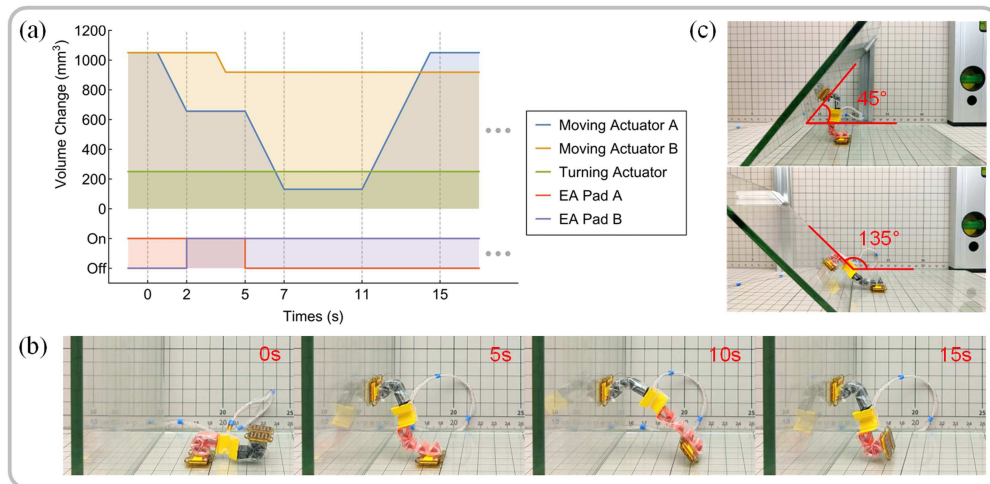 (a)
1200
1000
800
600
400
200
0
Volume Change (mm³)
On
Off
0 2 5 7 11 15
Times (s)
Moving Actuator A
Moving Actuator B
Turning Actuator
EA Pad A
EA Pad B
(c)
45°
135°
(b)
0s
5s
10s
15s